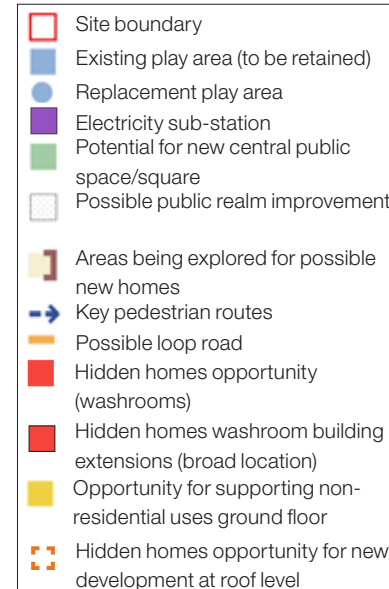 Site boundary
Existing play area (to be retained)
Replacement play area
Electricity sub-station
Potential for new central public
space/square
Possible public realm improvement
Areas being explored for possible
new homes
Key pedestrian routes
Possible loop road
Hidden homes opportunity
(washrooms)
Hidden homes washroom building
extensions (broad location)
Opportunity for supporting non-
residential uses ground floor
Hidden homes opportunity for new
development at roof level